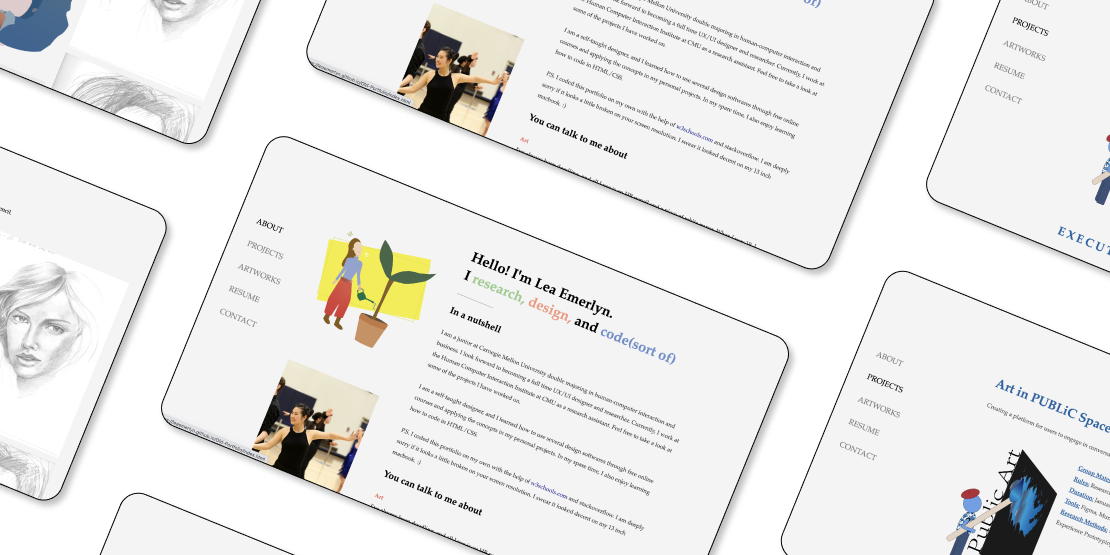 Mellon University double majoring in human-computer interaction and
forward to becoming a full time UX/UI designer and researcher. Currently, I work at
the Human Computer Interaction Institute at CMU as a research assistant. Feel free to take a look at
some of the projects I have worked on.
I am a self-taught designer, and I learned how to use several design softwares through free online
courses and applying the concepts in my personal projects. In my spare time, I also enjoy learning
how to code in HTML/CSS.
PS. I coded this portfolio on my own with the help of w3schools.com and stackoverflow. I am deeply
sorry if it looks a little broken on your screen resolution, I swear it looked decent on my 13 inch
macbook. :)
You can talk to me about
Art
ABOUT
PROJECTS
ARTWORKS
RESUME
CONTACT
EXECUT
ABOUT
PROJECTS
ARTWORKS
RESUME
CONTACT
Hello! I'm Lea Emerlyn.
I research, design, and code(sort of)
In a nutshell
I am a junior at Carnegie Mellon University double majoring in human-computer interaction and
business. I look forward to becoming a full time UX/UI designer and researcher. Currently, I work at
the Human Computer Interaction Institute at CMU as a research assistant. Feel free to take a look at
some of the projects I have worked on.
I am a self-taught designer, and I learned how to use several design softwares through free online
courses and applying the concepts in my personal projects. In my spare time, I also enjoy learning
how to code in HTML/CSS.
PS. I coded this portfolio on my own with the help of w3schools.com and stackoverflow. I am deeply
sorry if it looks a little broken on your screen resolution, I swear it looked decent on my 13 inch
macbook. :)
You can talk to me about
Art
ABOUT
PROJECTS
ARTWORKS
RESUME
CONTACT
Art in PUBLiC Space
Creating a platform for users to engage in
Public Art
Group
Roles:
Duration:
Tools: Figma,
Research Methods:
Experience